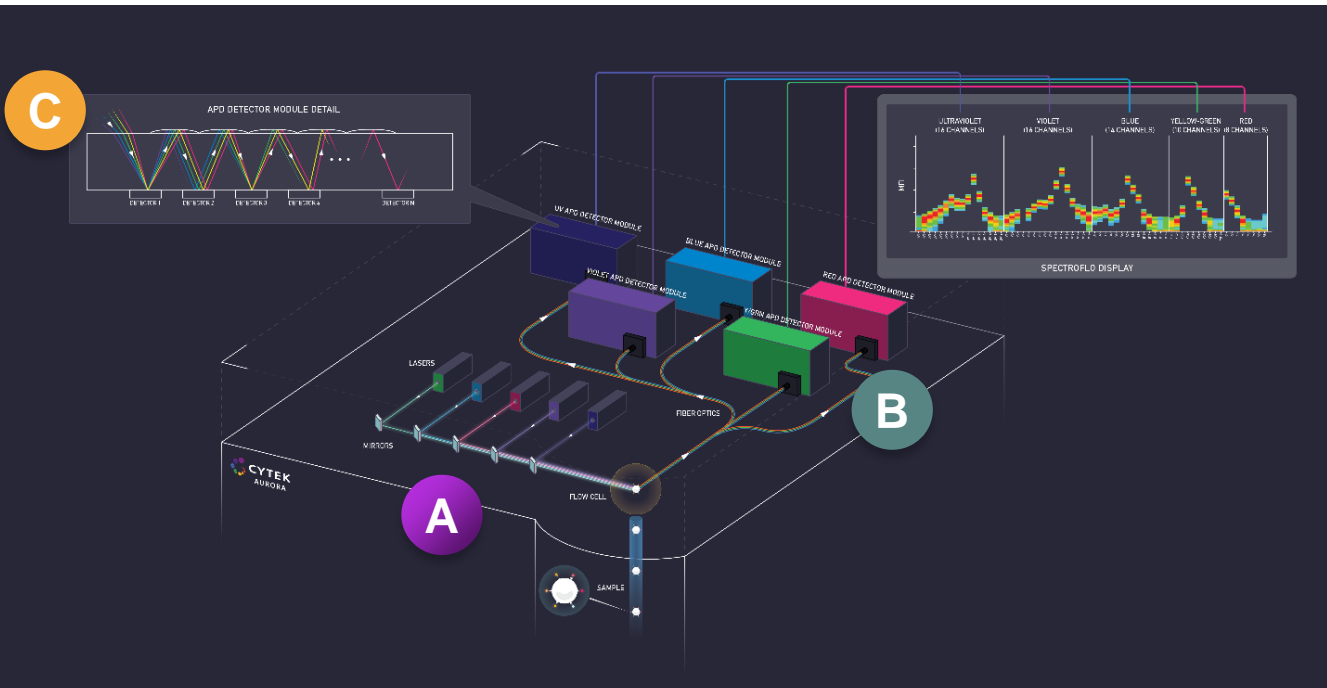 C
APD DETECTOR MODULE DETAIL
DETECTOR 1
DETECTOR 2
DETECTOR 3
DETECTOR 4
DETECTOR N
ULTRAVIOLET
(16 CHANNELS)
VIOLET
(16 CHANNELS)
BLUE
(14 CHANNELS)
YELLOW-GREEN
(10 CHANNELS)
RED
(8 CHANNELS)
MFI
SPECTROFLO DISPLAY
UV APD DETECTOR MODULE
BLUE APD DETECTOR MODULE
VIOLET APD DETECTOR MODULE
RED APD DETECTOR MODULE
Y/GRN APD DETECTOR MODULE
LASERS
FIBER OPTICS
B
MIRRORS
CYTEK
AURORA
FLOW CELL
A
SAMPLE